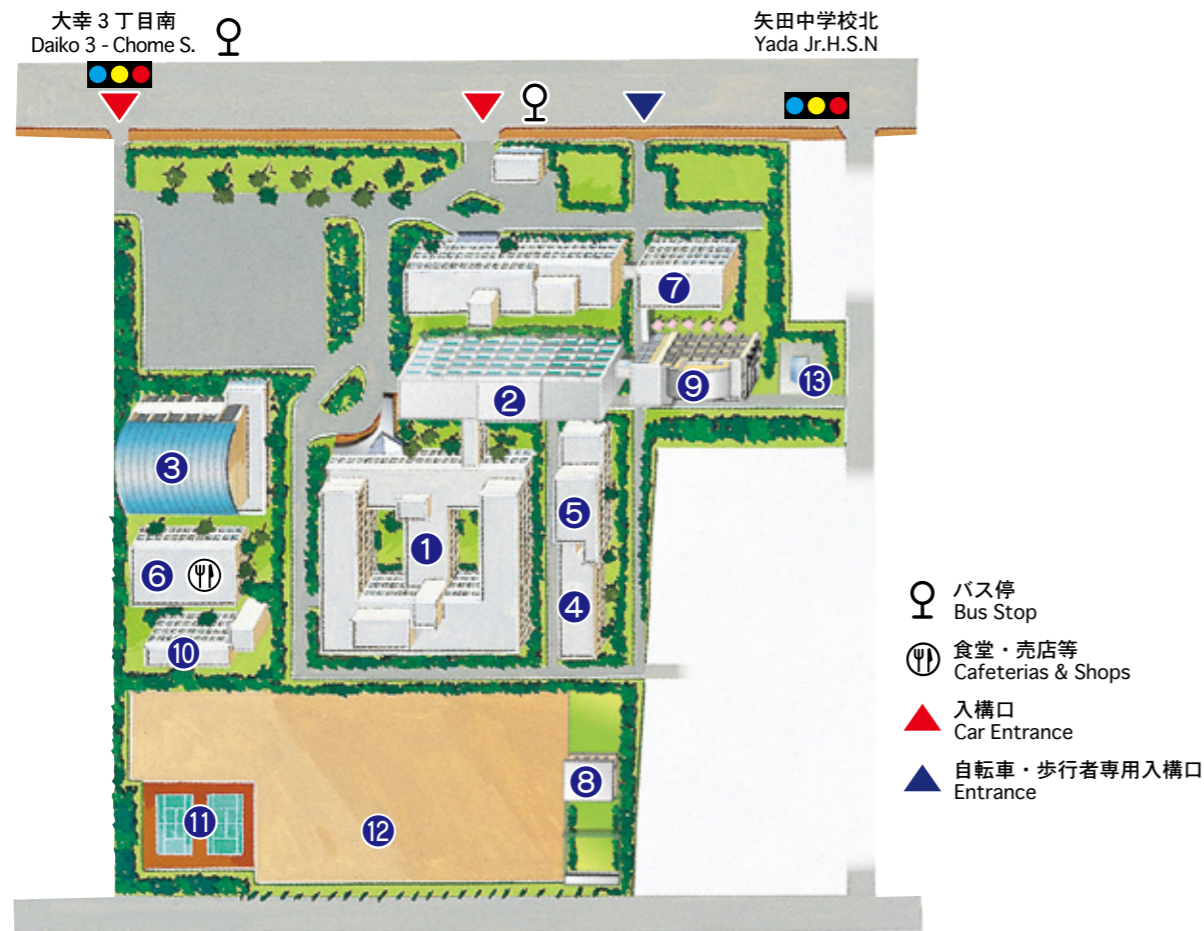 大幸3丁目南
Daiko 3 - Chome S.
矢田中学校北
Yada Jr.H.S.N
7
2
9
13
3
5
1
6
4
10
8
11
12
バス停
Bus Stop
食堂・売店等
Cafeterias & Shops
入構口
Car Entrance
自転車・歩行者専用入構口
Entrance